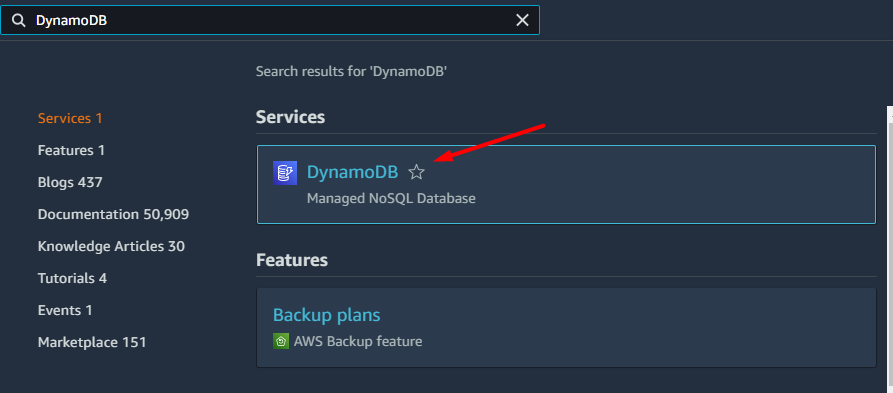 DynamoDB
Search results for 'DynamoDB'
Services 1
Features 1
Blogs 437
Documentation 50,909
Knowledge Articles 30
Tutorials 4
Events 1
Marketplace 151
Services
DynamoDB
Managed NoSQL Database
Features
Backup plans
AWS Backup feature